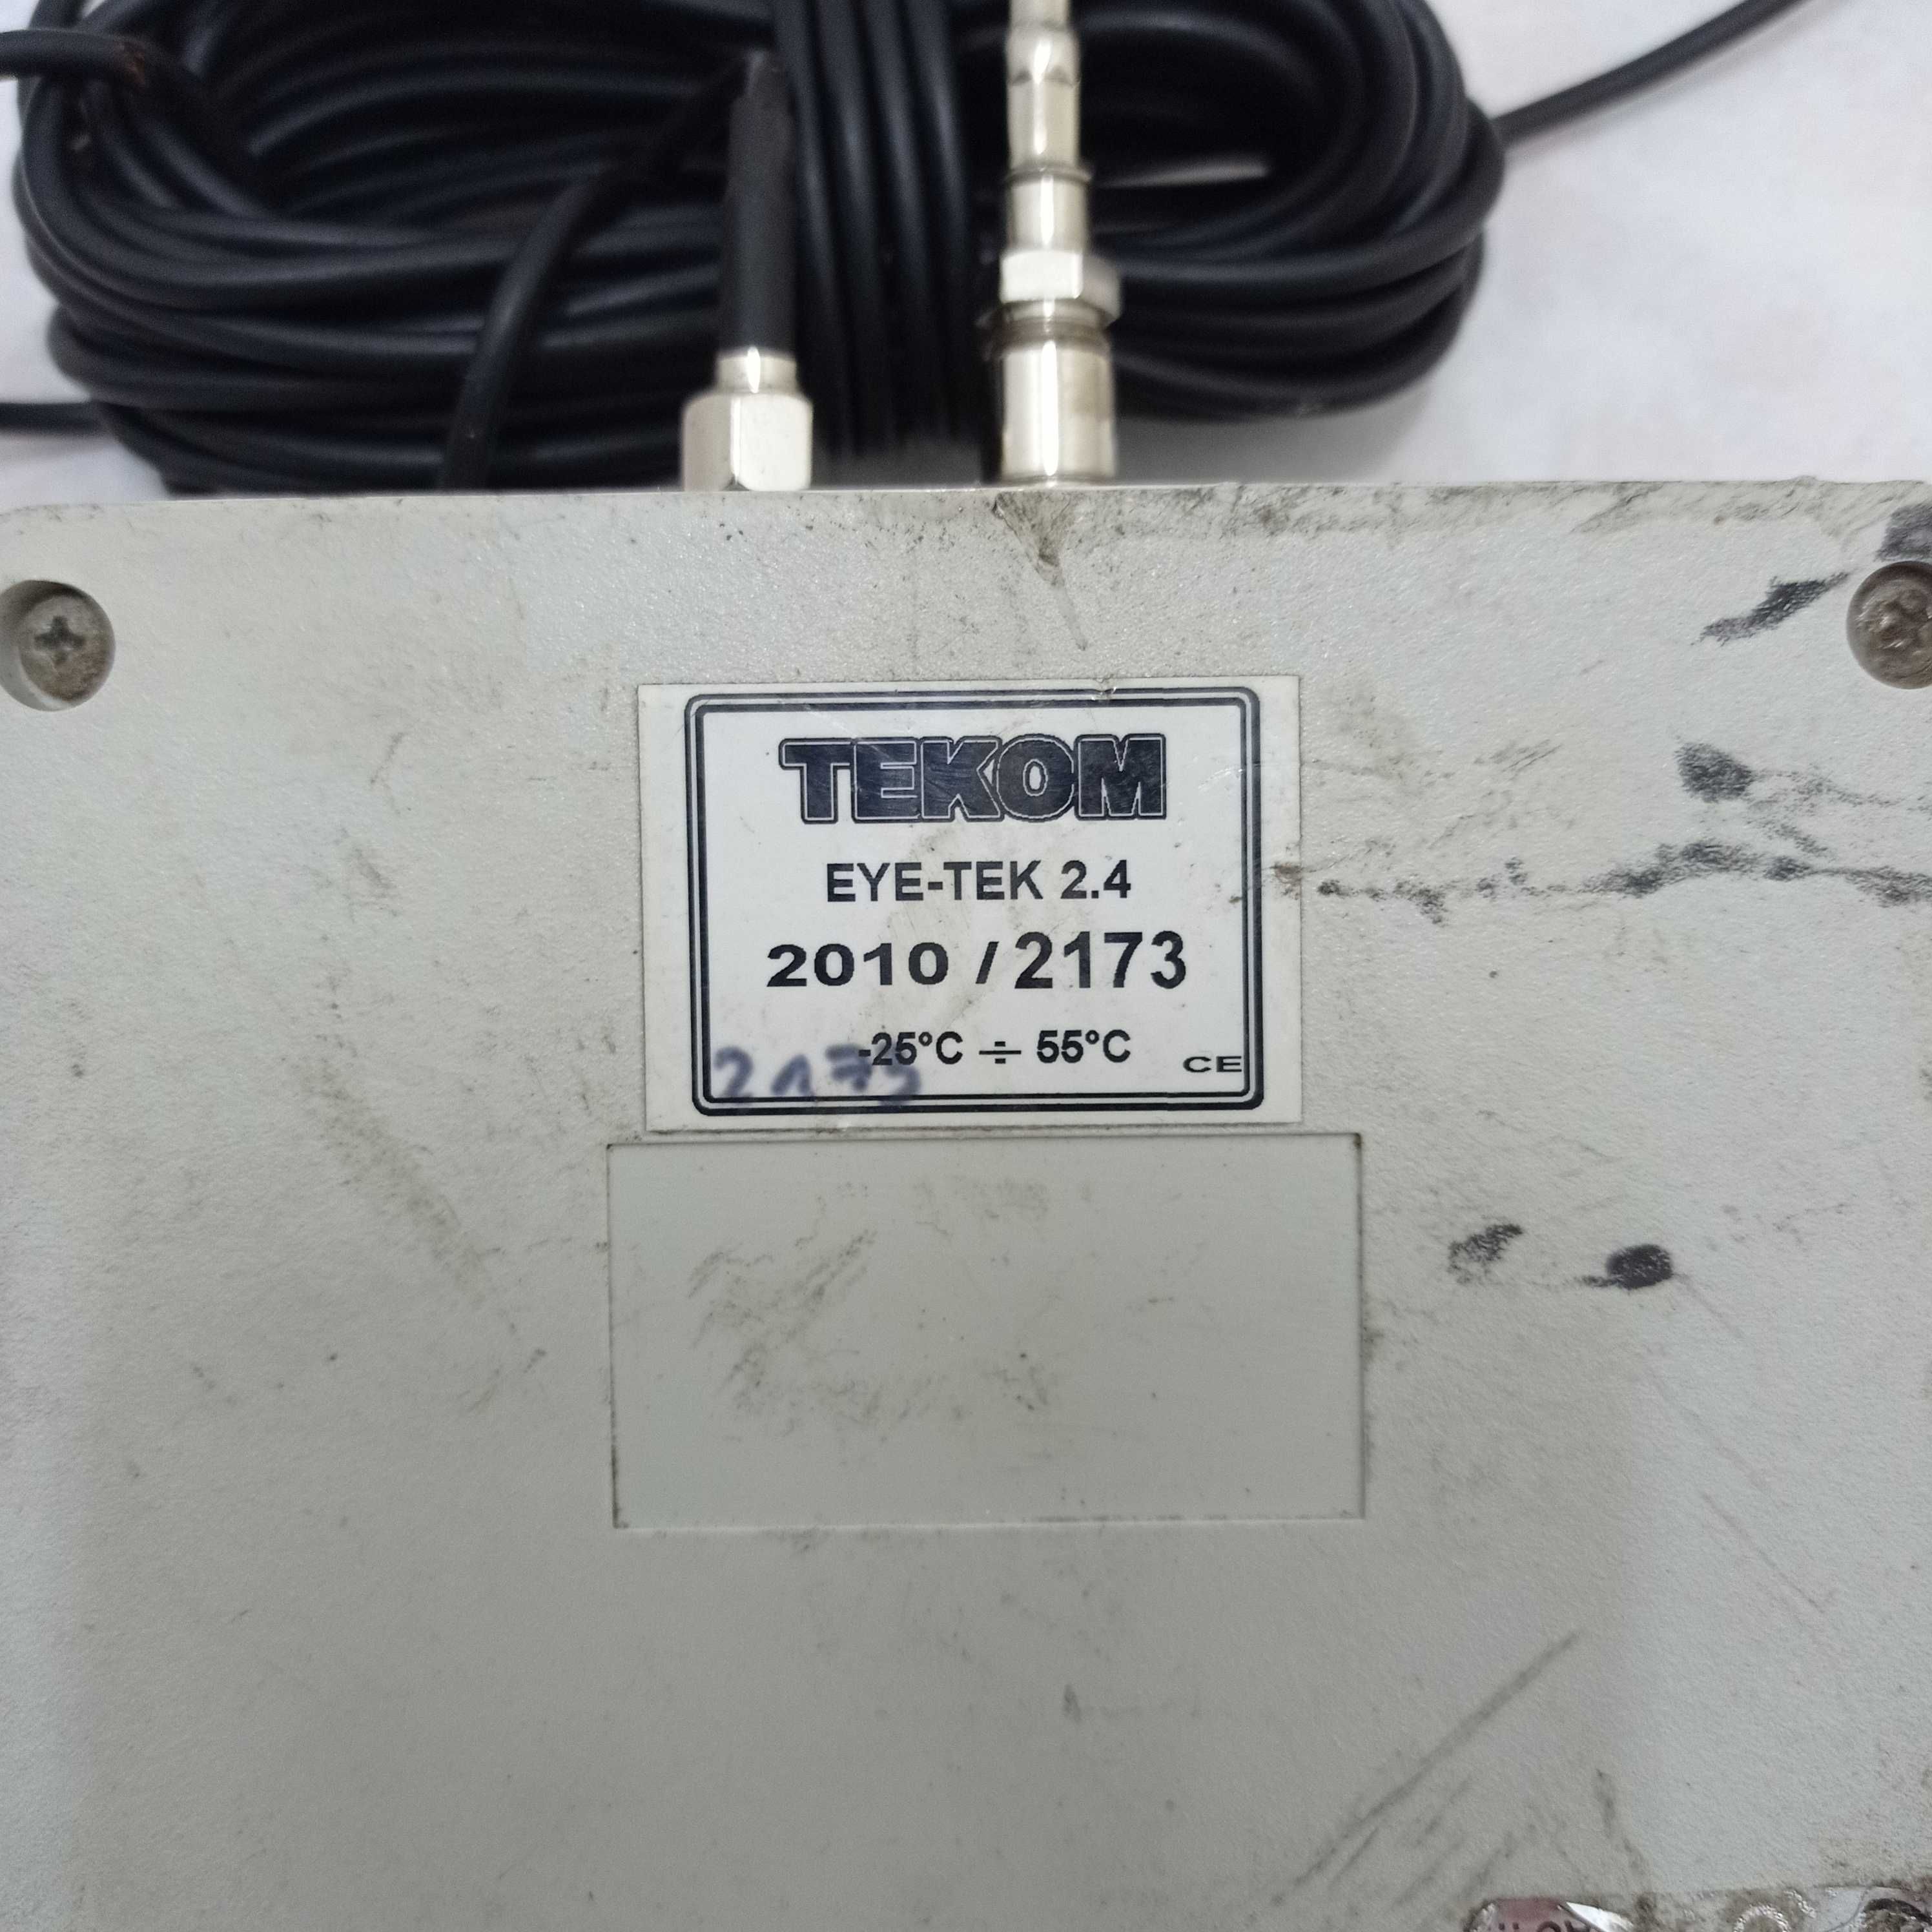 TEKOM
EYE-TEK 2.4
2010 / 2173
-25°C ÷ 55°C
CE
2173